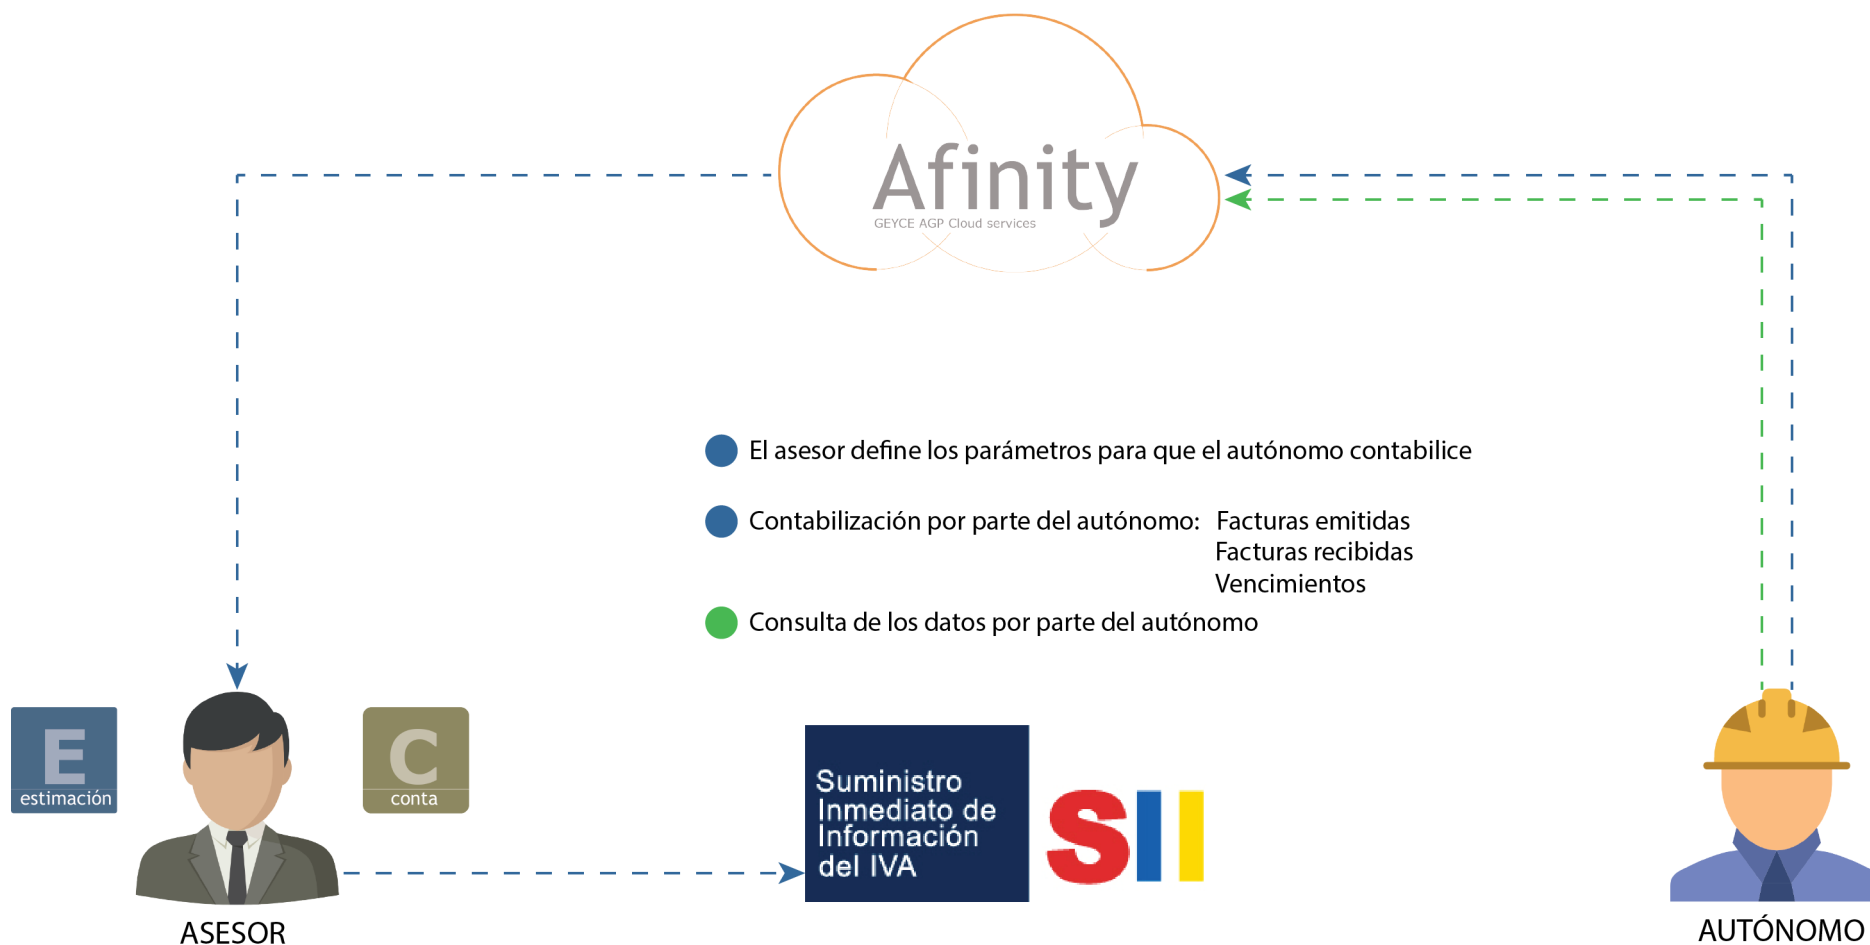 Afinity
GEYCE AGP Cloud services
El asesor define los parámetros para que el autónomo contabilice
Contabilización por parte del autónomo: Facturas emitidas
Facturas recibidas
Vencimientos
Consulta de los datos por parte del autónomo
E
estimación
C
conta
Suministro
Inmediato de
Información
del IVA
SII
ASESOR
AUTÓNOMO